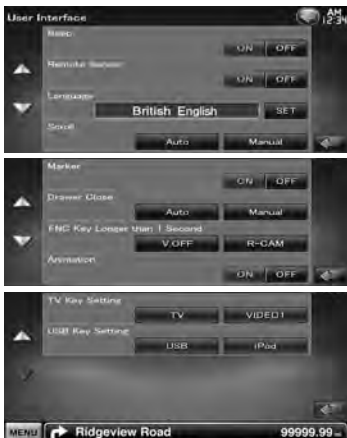 User Interface
AM
12:34
Beep
ON OFF
Remote Sensor
ON OFF
Language
British English SET
Scroll
Auto Manual
Marker
ON OFF
Drawer Close
Auto Manual
ENC Key Longer than 1 Second
V.OFF R-CAM
Animation
ON OFF
TV Key Setting
TV VIDEO1
USB Key Setting
USB iPod
MENU Ridgeview Road 99999.99